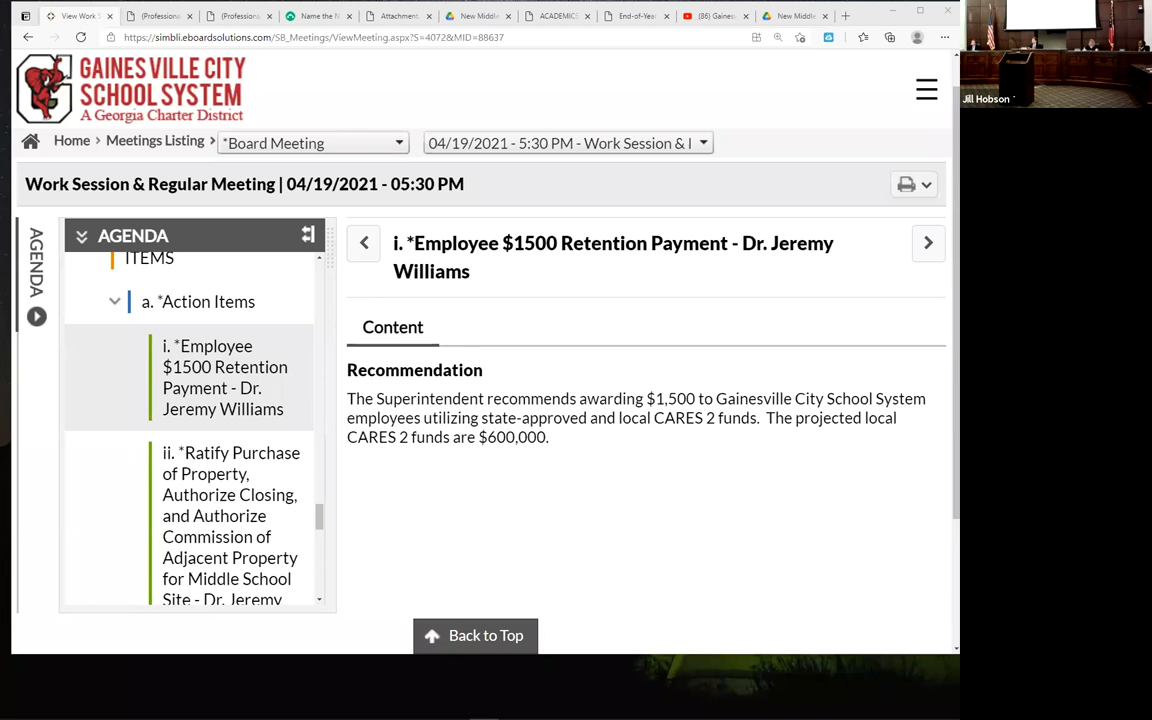 View Work S
(Professiona
(Professiona
Name the N
Attachment
New Middle
ACADEMICS
End-of-Yea
(86) Gaines
New Middle
https://simbli.eboardsolutions.com/SB_Meetings/ViewMeeting.aspx?S=4072&MID=88637
GAINESVILLE CITY
SCHOOL SYSTEM
A Georgia Charter District
Home > Meetings Listing > *Board Meeting 04/19/2021 - 5:30 PM - Work Session & I
Work Session & Regular Meeting | 04/19/2021 - 05:30 PM
AGENDA
AGENDA
ITEMS
a. *Action Items
i. *Employee
$1500 Retention
Payment - Dr.
Jeremy Williams
ii. *Ratify Purchase
of Property,
Authorize Closing,
and Authorize
Commission of
Adjacent Property
for Middle School
Site - Dr. Jeremy
i. *Employee $1500 Retention Payment - Dr. Jeremy
Williams
Content
Recommendation
The Superintendent recommends awarding $1,500 to Gainesville City School System
employees utilizing state-approved and local CARES 2 funds. The projected local
CARES 2 funds are $600,000.
Back to Top
Jill Hobson